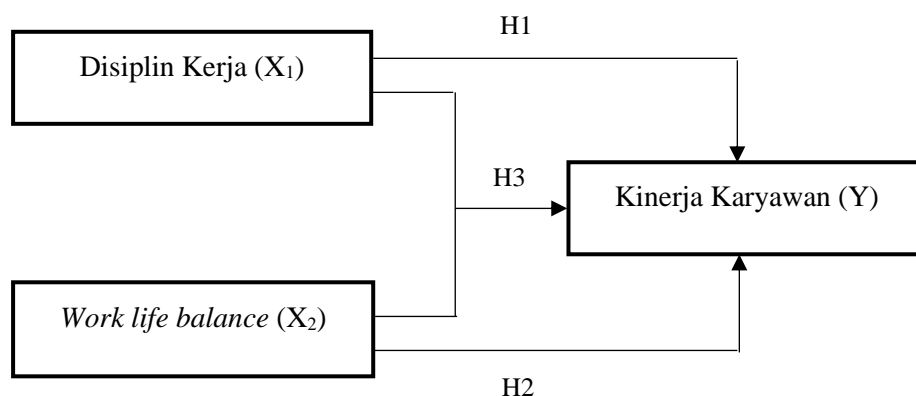 H1
Disiplin Kerja (X₁)
H3
Kinerja Karyawan (Y)
Work life balance (X₂)
H2